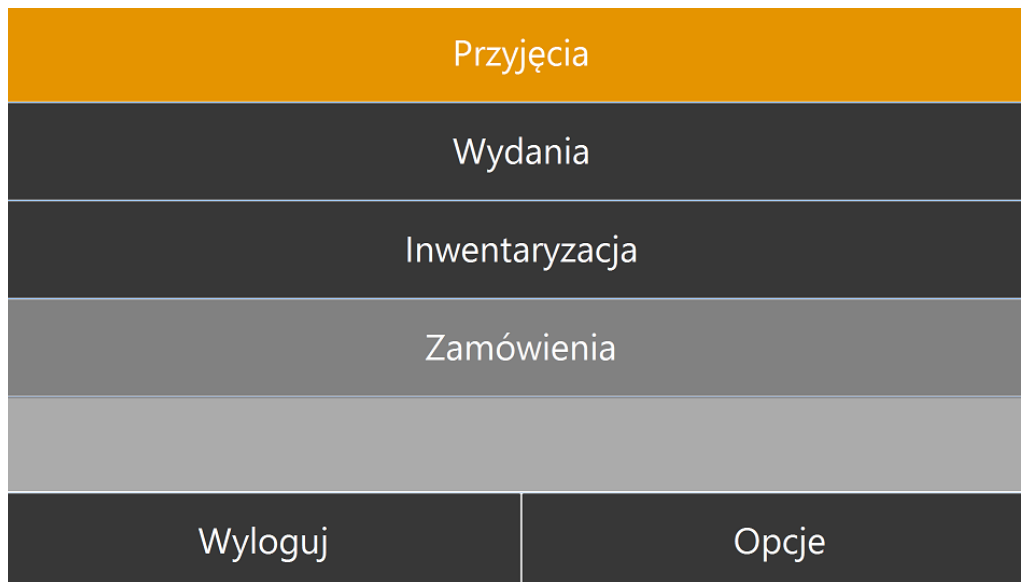 Przyjęcia
Wydania
Inwentaryzacja
Zamówienia
Wyloguj
Opcje